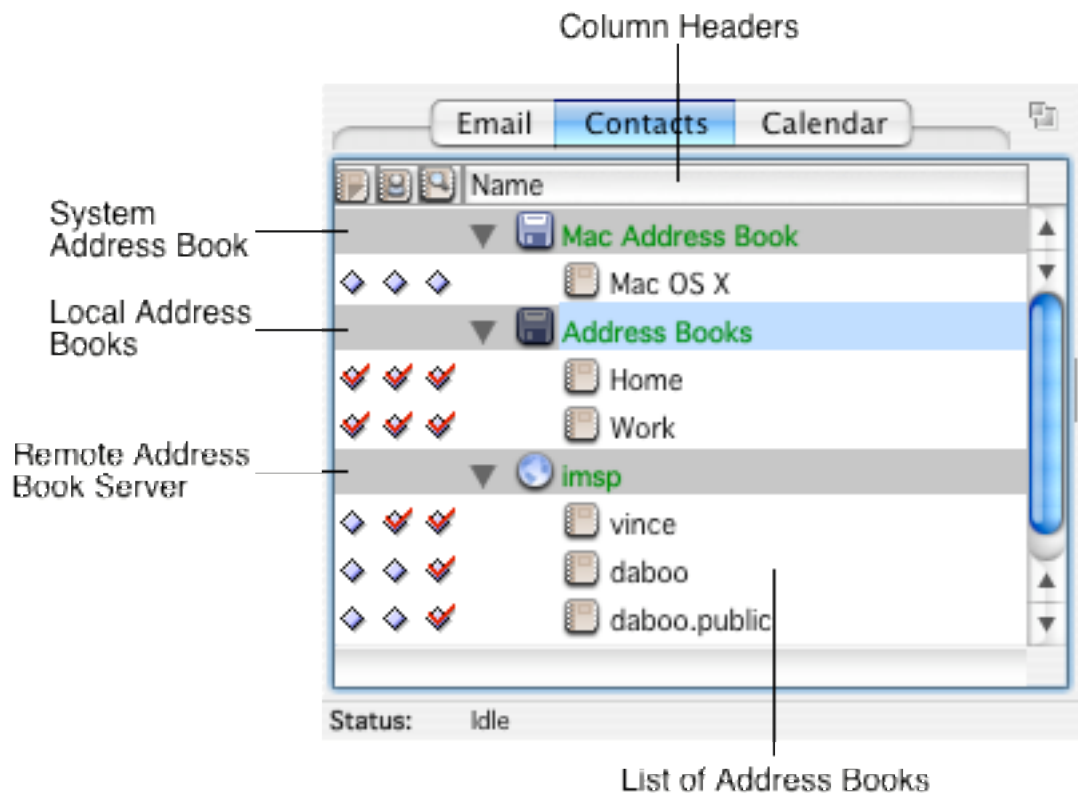 Column Headers
Email Contacts Calendar
Name
System
Address Book
Mac Address Book
Mac OS X
Local Address
Books
Address Books
Home
Work
Remote Address
Book Server
imsp
vince
daboo
daboo.public
Status: Idle
List of Address Books